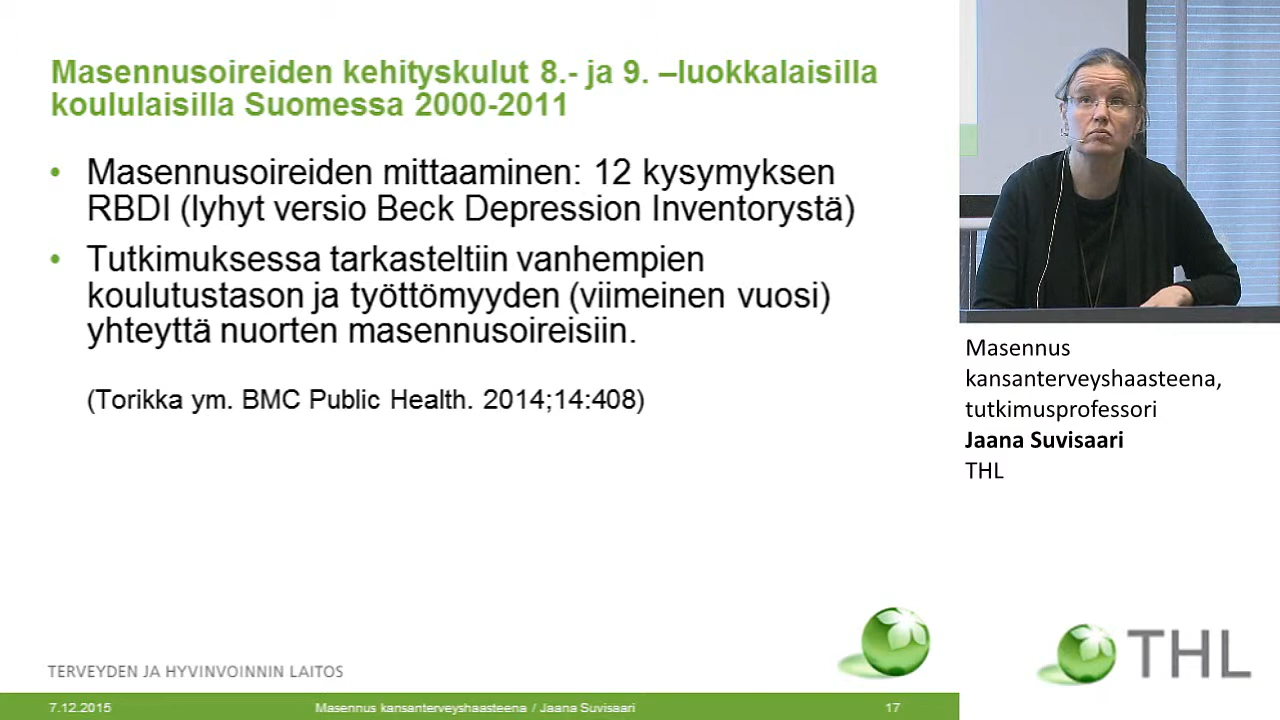 Masennusoireiden kehityskulut 8.- ja 9. –luokkalaisilla
koululaisilla Suomessa 2000-2011
• Masennusoireiden mittaaminen: 12 kysymyksen
RBDI (lyhyt versio Beck Depression Inventorystä)
• Tutkimuksessa tarkasteltiin vanhempien
koulutustason ja työttömyyden (viimeinen vuosi)
yhteyttä nuorten masennusoireisiin.
(Torikka ym. BMC Public Health. 2014;14:408)
TERVEYDEN JA HYVINVOINNIN LAITOS
7.12.2015
Masennus kansanterveyshaasteena / Jaana Suvisaari
17
Masennus
kansanterveyshaasteena,
tutkimusprofessori
Jaana Suvisaari
THL
THL